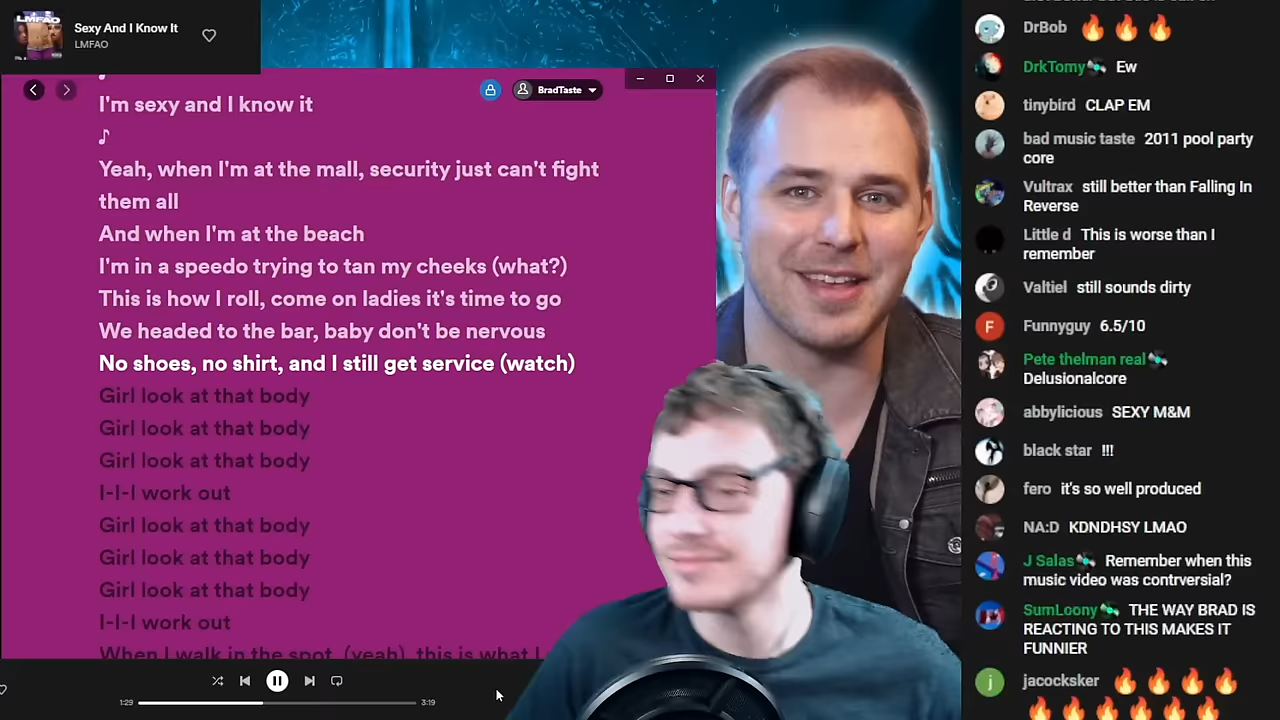 Sexy And I Know It
LMFAO
BradTaste
♪
I'm sexy and I know it
♪
Yeah, when I'm at the mall, security just can't fight
them all
And when I'm at the beach
I'm in a speedo trying to tan my cheeks (what?)
This is how I roll, come on ladies it's time to go
We headed to the bar, baby don't be nervous
No shoes, no shirt, and I still get service (watch)
Girl look at that body
Girl look at that body
Girl look at that body
I-I-I work out
Girl look at that body
Girl look at that body
Girl look at that body
I-I-I work out
When I walk in the spot, (yeah), this is what I
1:29
3:19
DrBob 🔥 🔥 🔥
DrkTomy Ew
tinybird CLAP EM
bad music taste 2011 pool party
core
Vultrax still better than Falling In
Reverse
Little d This is worse than I
remember
Valtiel still sounds dirty
F
Funnyguy 6.5/10
Pete thelman real
Delusionalcore
abbylicious SEXY M&M
black star !!!
fero it's so well produced
NA:D KDNDHSY LMAO
J Salas Remember when this
music video was contrversial?
SumLoony THE WAY BRAD IS
REACTING TO THIS MAKES IT
FUNNIER
j
jacocksker 🔥 🔥 🔥 🔥
🔥 🔥 🔥 🔥 🔥 🔥